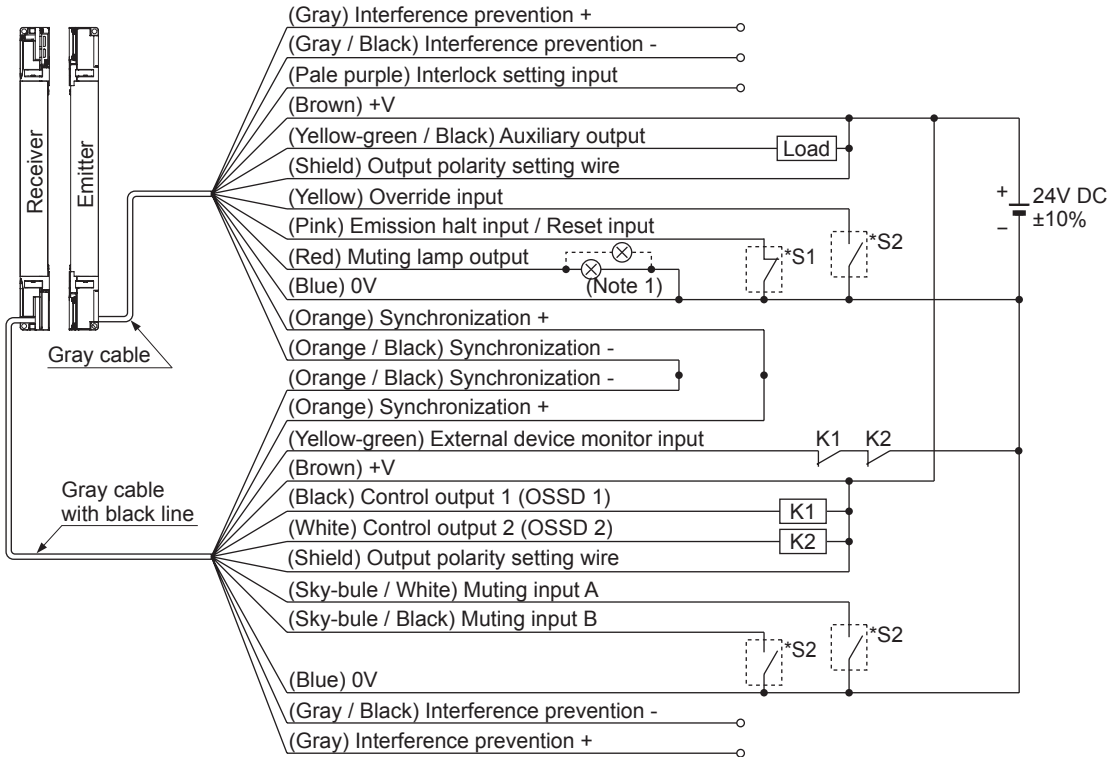 (Gray) Interference prevention +
(Gray / Black) Interference prevention -
(Pale purple) Interlock setting input
(Brown) +V
(Yellow-green / Black) Auxiliary output
Load
(Shield) Output polarity setting wire
(Yellow) Override input
+
24V DC
±10%
−
(Pink) Emission halt input / Reset input
*S1
*S2
(Red) Muting lamp output
(Note 1)
(Blue) 0V
Receiver
Emitter
Gray cable
(Orange) Synchronization +
(Orange / Black) Synchronization -
(Orange / Black) Synchronization -
(Orange) Synchronization +
(Yellow-green) External device monitor input
K1
K2
(Brown) +V
Gray cable
with black line
(Black) Control output 1 (OSSD 1)
K1
(White) Control output 2 (OSSD 2)
K2
(Shield) Output polarity setting wire
(Sky-bule / White) Muting input A
(Sky-bule / Black) Muting input B
*S2
*S2
(Blue) 0V
(Gray / Black) Interference prevention -
(Gray) Interference prevention +